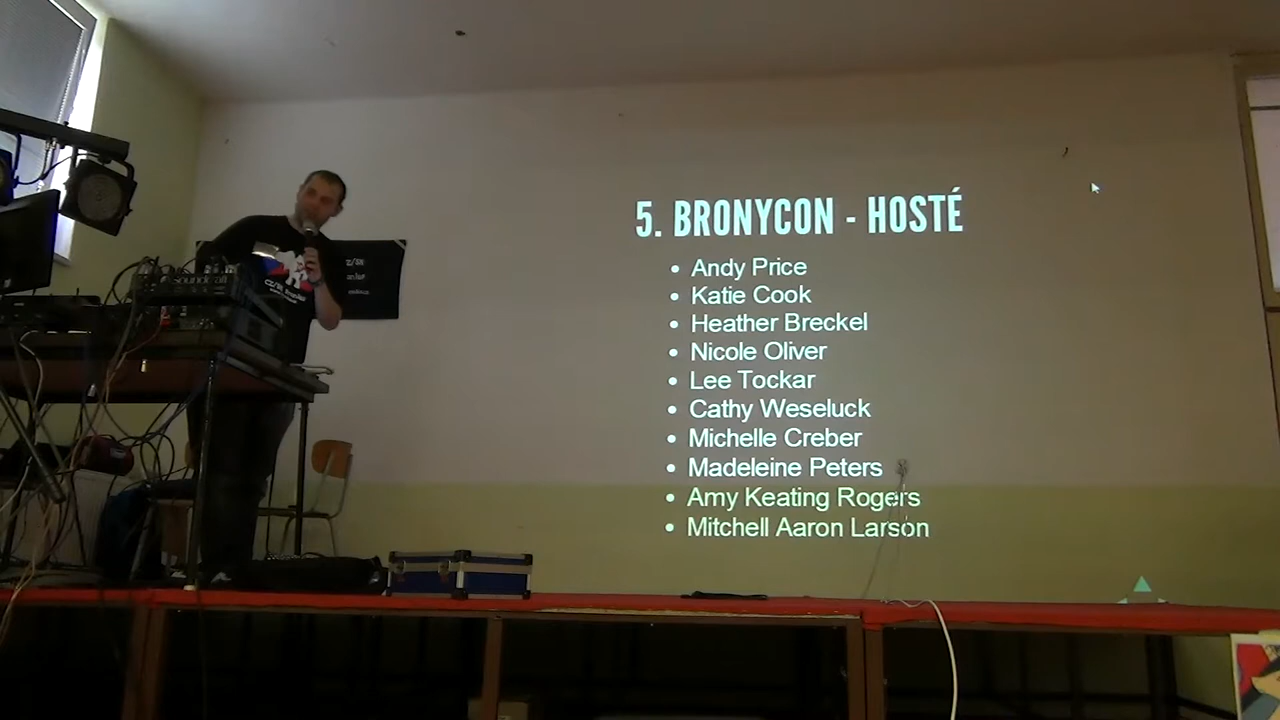 5. BRONYCON - HOSTÉ
Andy Price
Katie Cook
Heather Breckel
Nicole Oliver
Lee Tockar
Cathy Weseluck
Michelle Creber
Madeleine Peters
Amy Keating Rogers
Mitchell Aaron Larson